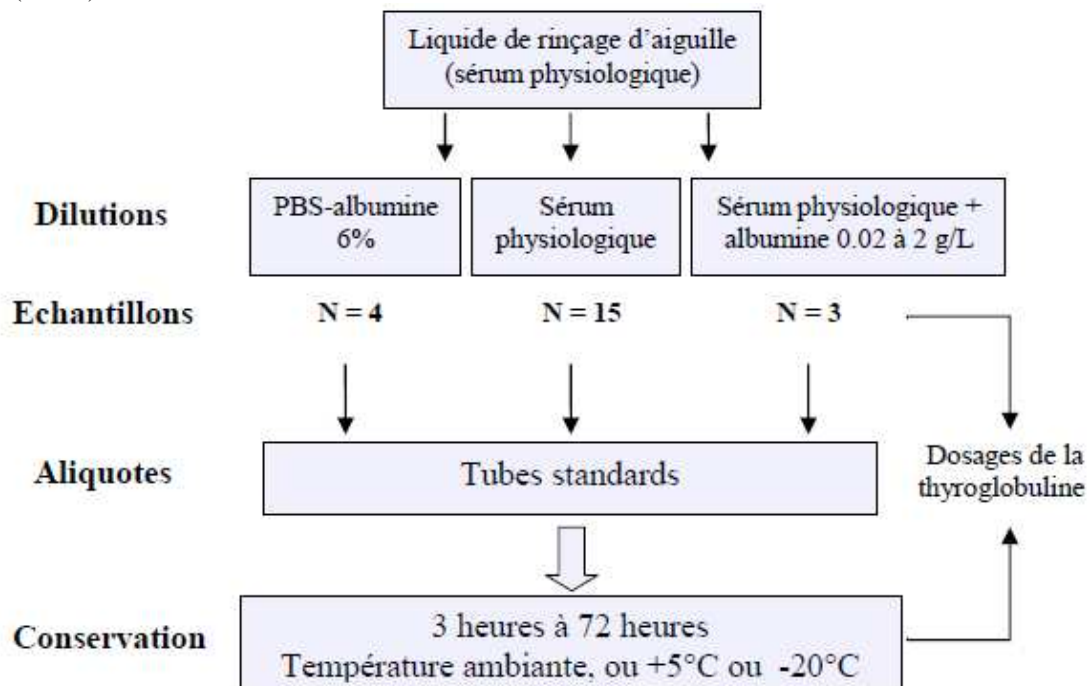 Liquide de rinçage d'aiguille
(sérum physiologique)
Dilutions
PBS-albumine
6%
Sérum
physiologique
Sérum physiologique +
albumine 0.02 à 2 g/L
Echantillons
N = 4
N = 15
N = 3
Aliquotes
Tubes standards
Dosages de la
thyroglobuline
Conservation
3 heures à 72 heures
Température ambiante, ou +5°C ou -20°C